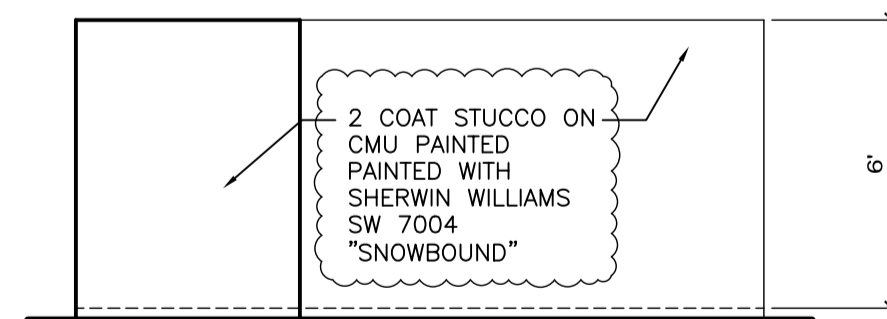 2 COAT STUCCO ON
CMU PAINTED
PAINTED WITH
SHERWIN WILLIAMS
SW 7004
"SNOWBOUND"
6'